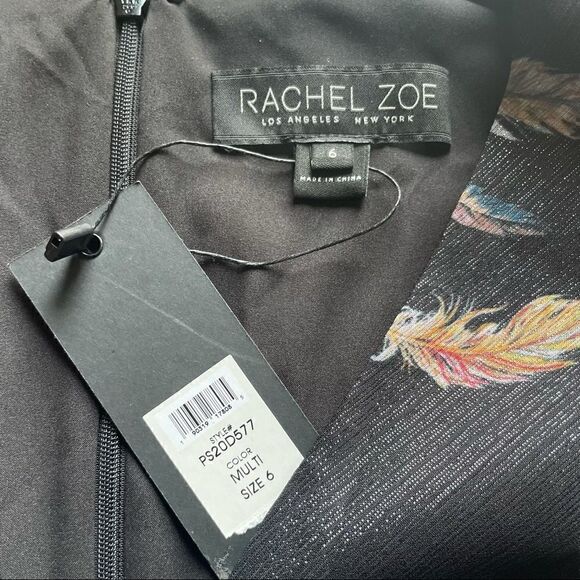 RACHEL ZOE
LOS ANGELES NEW YORK
6
MADE IN CHINA
STYLE#
PS20D577
COLOR
MULTI
SIZE 6